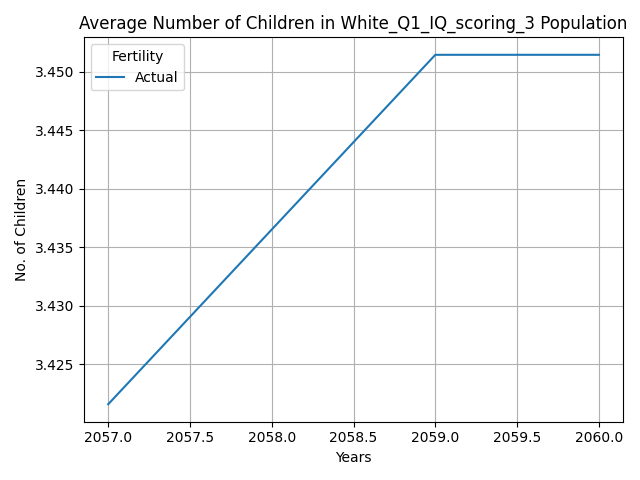 Average Number of Children in White_Q1_IQ_scoring_3 Population
Fertility
Actual
3.450
3.445
3.440
3.435
3.430
3.425
No. of Children
2057.0 2057.5 2058.0 2058.5 2059.0 2059.5 2060.0
Years